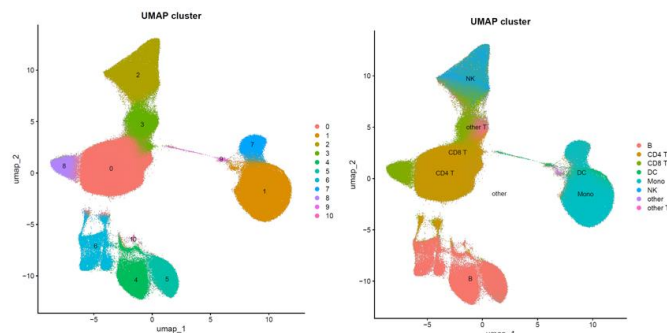 UMAP cluster
10
5
0
−5
−10
umap_2
−5
0
5
10
umap_1
2
3
8
0
7
9
1
10
4
5
0
1
2
3
4
5
6
7
8
9
10
UMAP cluster
10
5
0
−5
−10
umap_2
−5
0
5
10
NK
other T
CD8 T
CD4 T
DC
Mono
other
B
B
CD4 T
CD8 T
DC
Mono
NK
other
other T